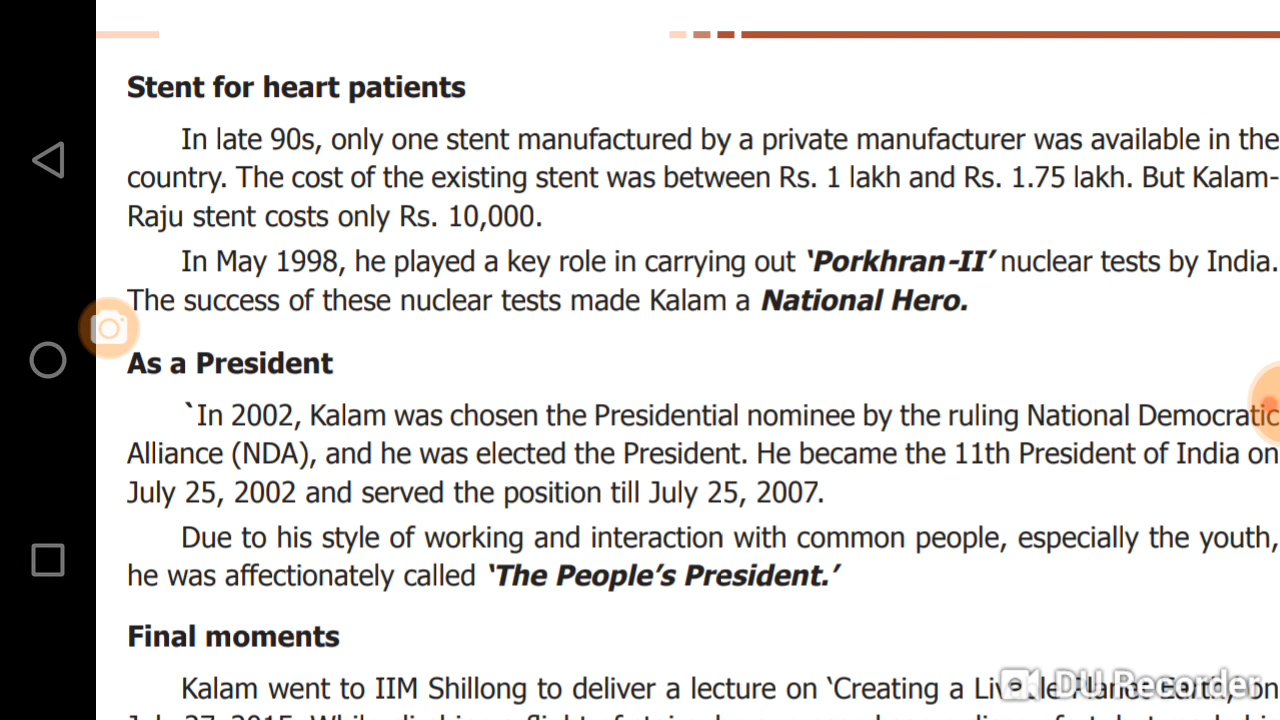 Stent for heart patients
In late 90s, only one stent manufactured by a private manufacturer was available in the
country. The cost of the existing stent was between Rs. 1 lakh and Rs. 1.75 lakh. But Kalam-
Raju stent costs only Rs. 10,000.
In May 1998, he played a key role in carrying out ‘Porkhran-II’ nuclear tests by India.
The success of these nuclear tests made Kalam a National Hero.
As a President
`In 2002, Kalam was chosen the Presidential nominee by the ruling National Democratic
Alliance (NDA), and he was elected the President. He became the 11th President of India on
July 25, 2002 and served the position till July 25, 2007.
Due to his style of working and interaction with common people, especially the youth,
he was affectionately called ‘The People’s President.’
Final moments
Kalam went to IIM Shillong to deliver a lecture on ‘Creating a Livable Planet Earth,’ on
DU Recorder